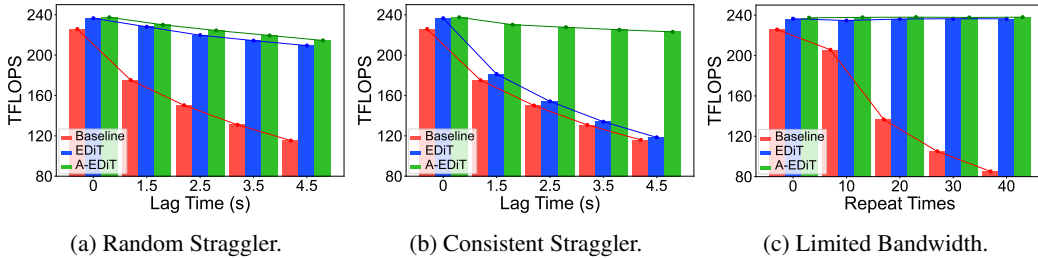 TFLOPS
240
200
160
120
80
Baseline
EDiT
A-EDiT
0 1.5 2.5 3.5 4.5
Lag Time (s)
(a) Random Straggler.
TFLOPS
240
200
160
120
80
Baseline
EDiT
A-EDiT
0 1.5 2.5 3.5 4.5
Lag Time (s)
(b) Consistent Straggler.
TFLOPS
240
200
160
120
80
Baseline
EDiT
A-EDiT
0 10 20 30 40
Repeat Times
(c) Limited Bandwidth.